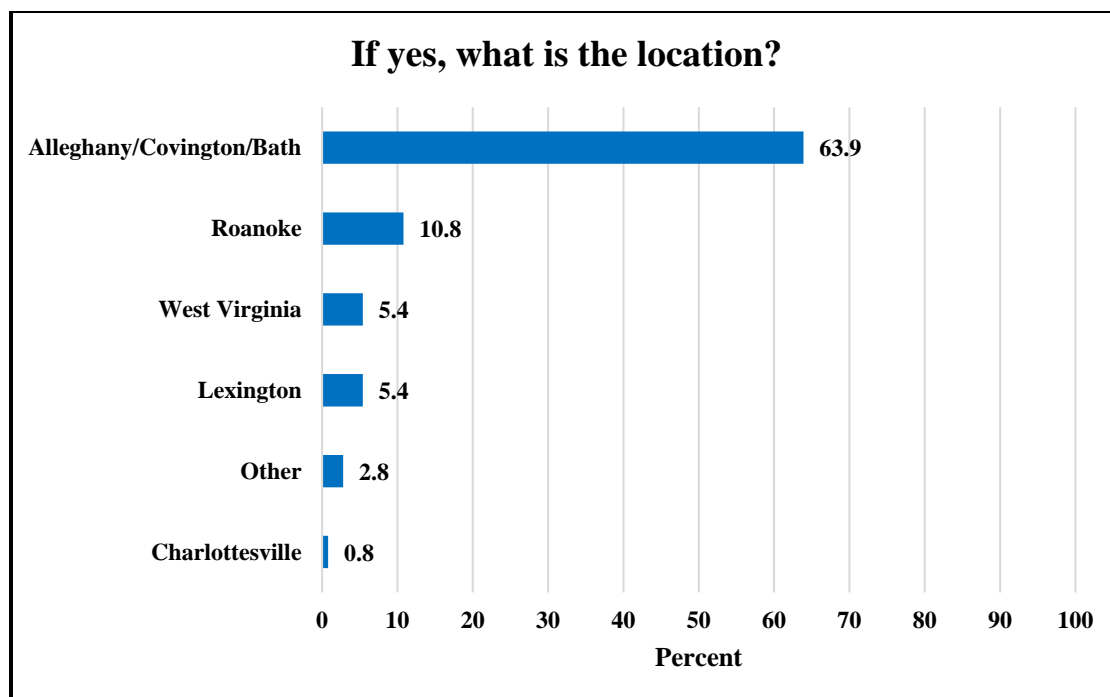 If yes, what is the location?
Alleghany/Covington/Bath 63.9
Roanoke 10.8
West Virginia 5.4
Lexington 5.4
Other 2.8
Charlottesville 0.8
0 10 20 30 40 50 60 70 80 90 100
Percent